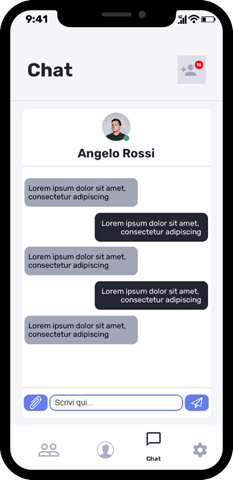 9:41
4G
Chat
10
Angelo Rossi
Lorem ipsum dolor sit amet,
consectetur adipiscing
Lorem ipsum dolor sit amet,
consectetur adipiscing
Lorem ipsum dolor sit amet,
consectetur adipiscing
Lorem ipsum dolor sit amet,
consectetur adipiscing
Lorem ipsum dolor sit amet,
consectetur adipiscing
Scrivi qui...
Chat